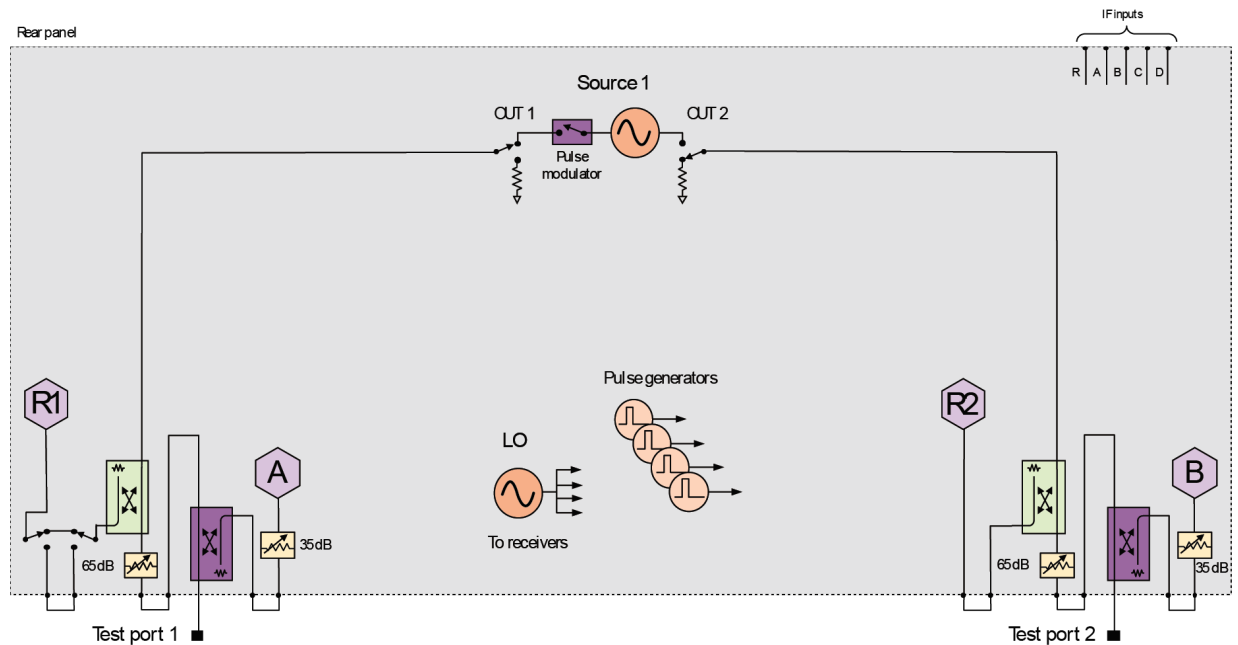 Rear panel
IF inputs
R A B C D
Source 1
OUT 1
OUT 2
Pulse
modulator
Pulse generators
R1
R2
LO
A
B
To receivers
35dB
65dB
65dB
35dB
Test port 1
Test port 2